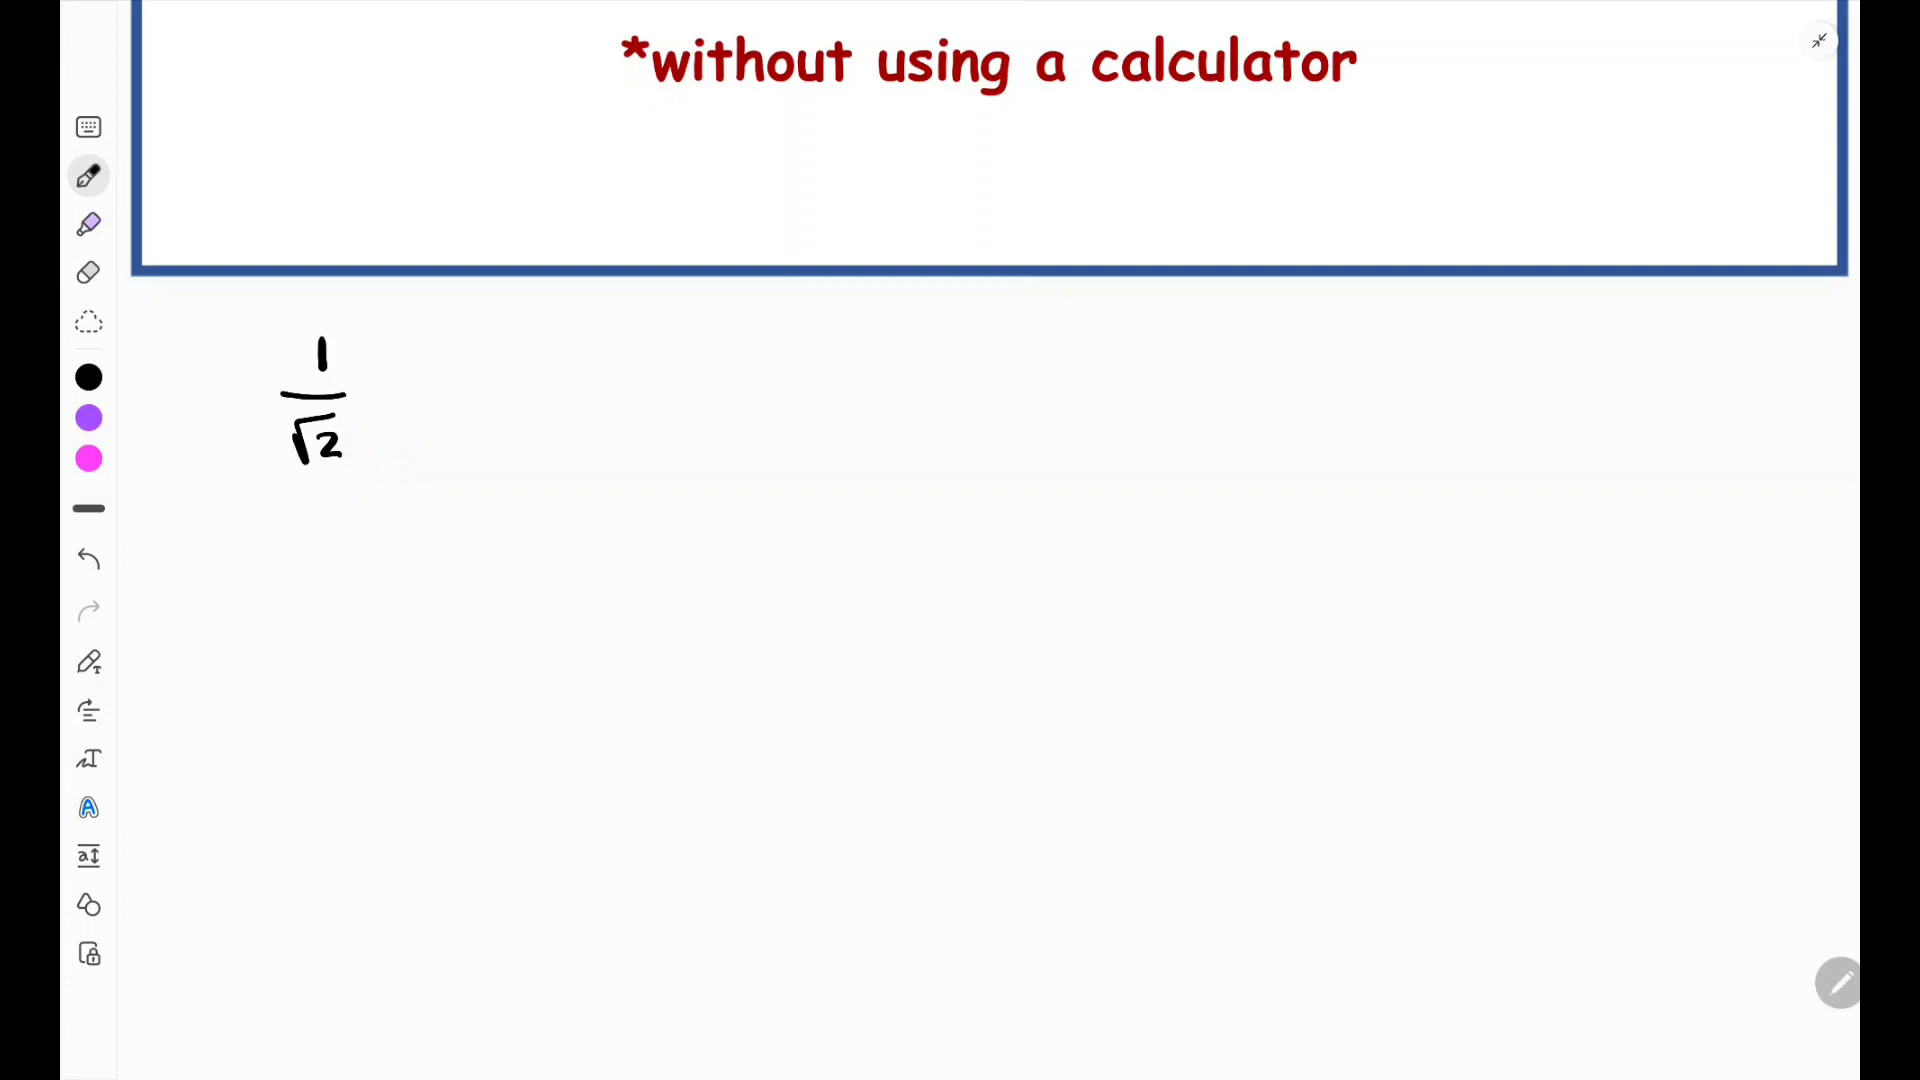 *without using a calculator
1
√2